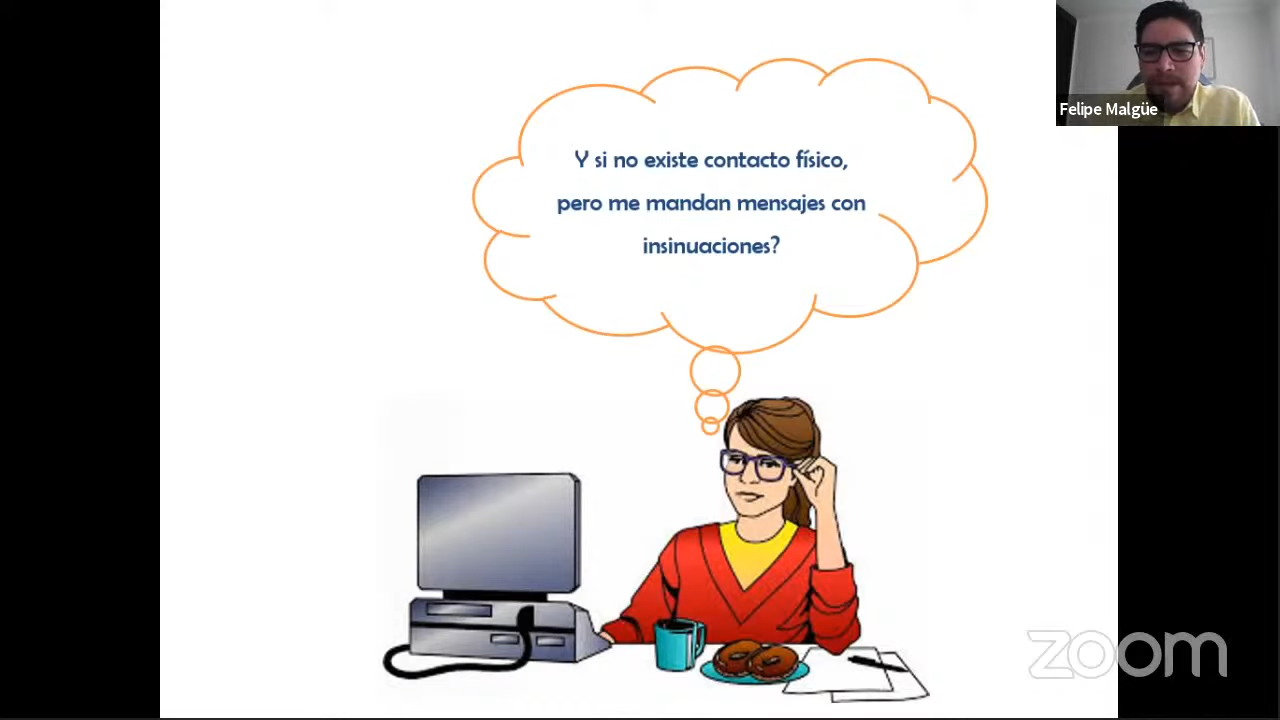 Felipe Malgüe
Y si no existe contacto físico,
pero me mandan mensajes con
insinuaciones?
zoom